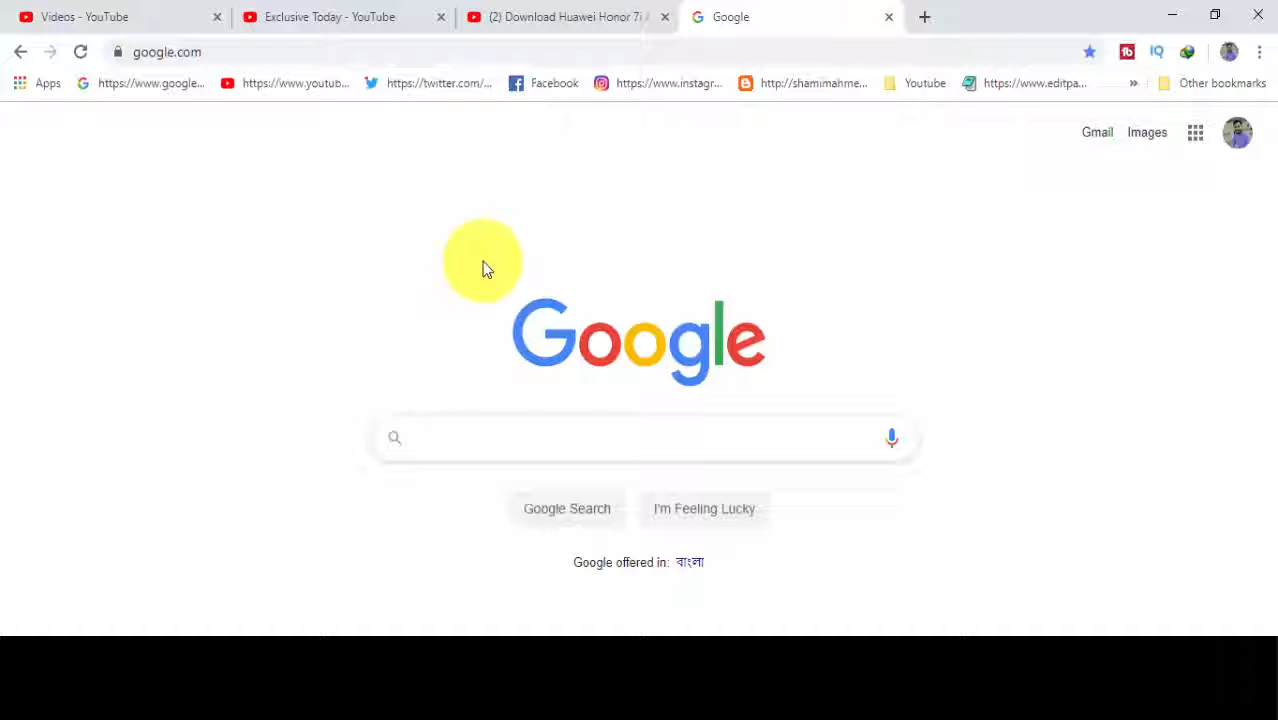 Videos - YouTube
Exclusive Today - YouTube
(2) Download Huawei Honor 7i
Google
google.com
Apps
https://www.google...
https://www.youtub...
https://twitter.com/...
Facebook
https://www.instagr...
http://shamimahme...
Youtube
https://www.editpa...
Other bookmarks
Gmail
Images
Google
Google Search
I'm Feeling Lucky
Google offered in: বাংলা